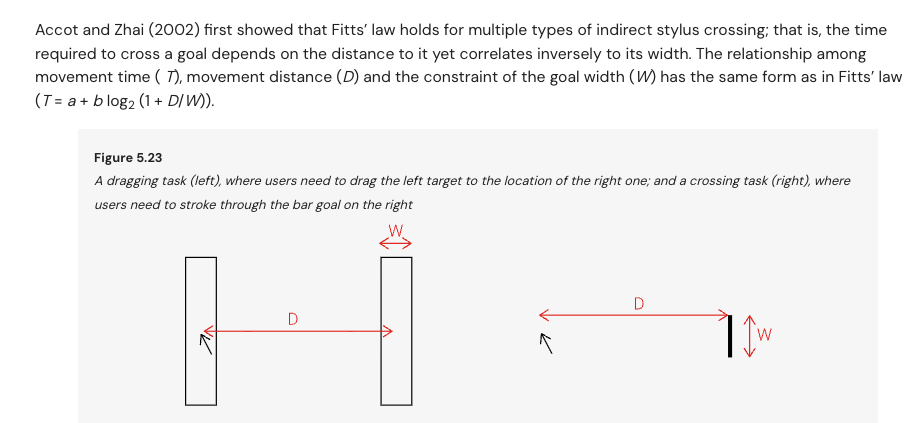 Accot and Zhai (2002) first showed that Fitts’ law holds for multiple types of indirect stylus crossing; that is, the time
required to cross a goal depends on the distance to it yet correlates inversely to its width. The relationship among
movement time ( T), movement distance (D) and the constraint of the goal width (W) has the same form as in Fitts’ law
(T = a + b log₂ (1 + D/W)).
Figure 5.23
A dragging task (left), where users need to drag the left target to the location of the right one; and a crossing task (right), where
users need to stroke through the bar goal on the right
W
D
D
W